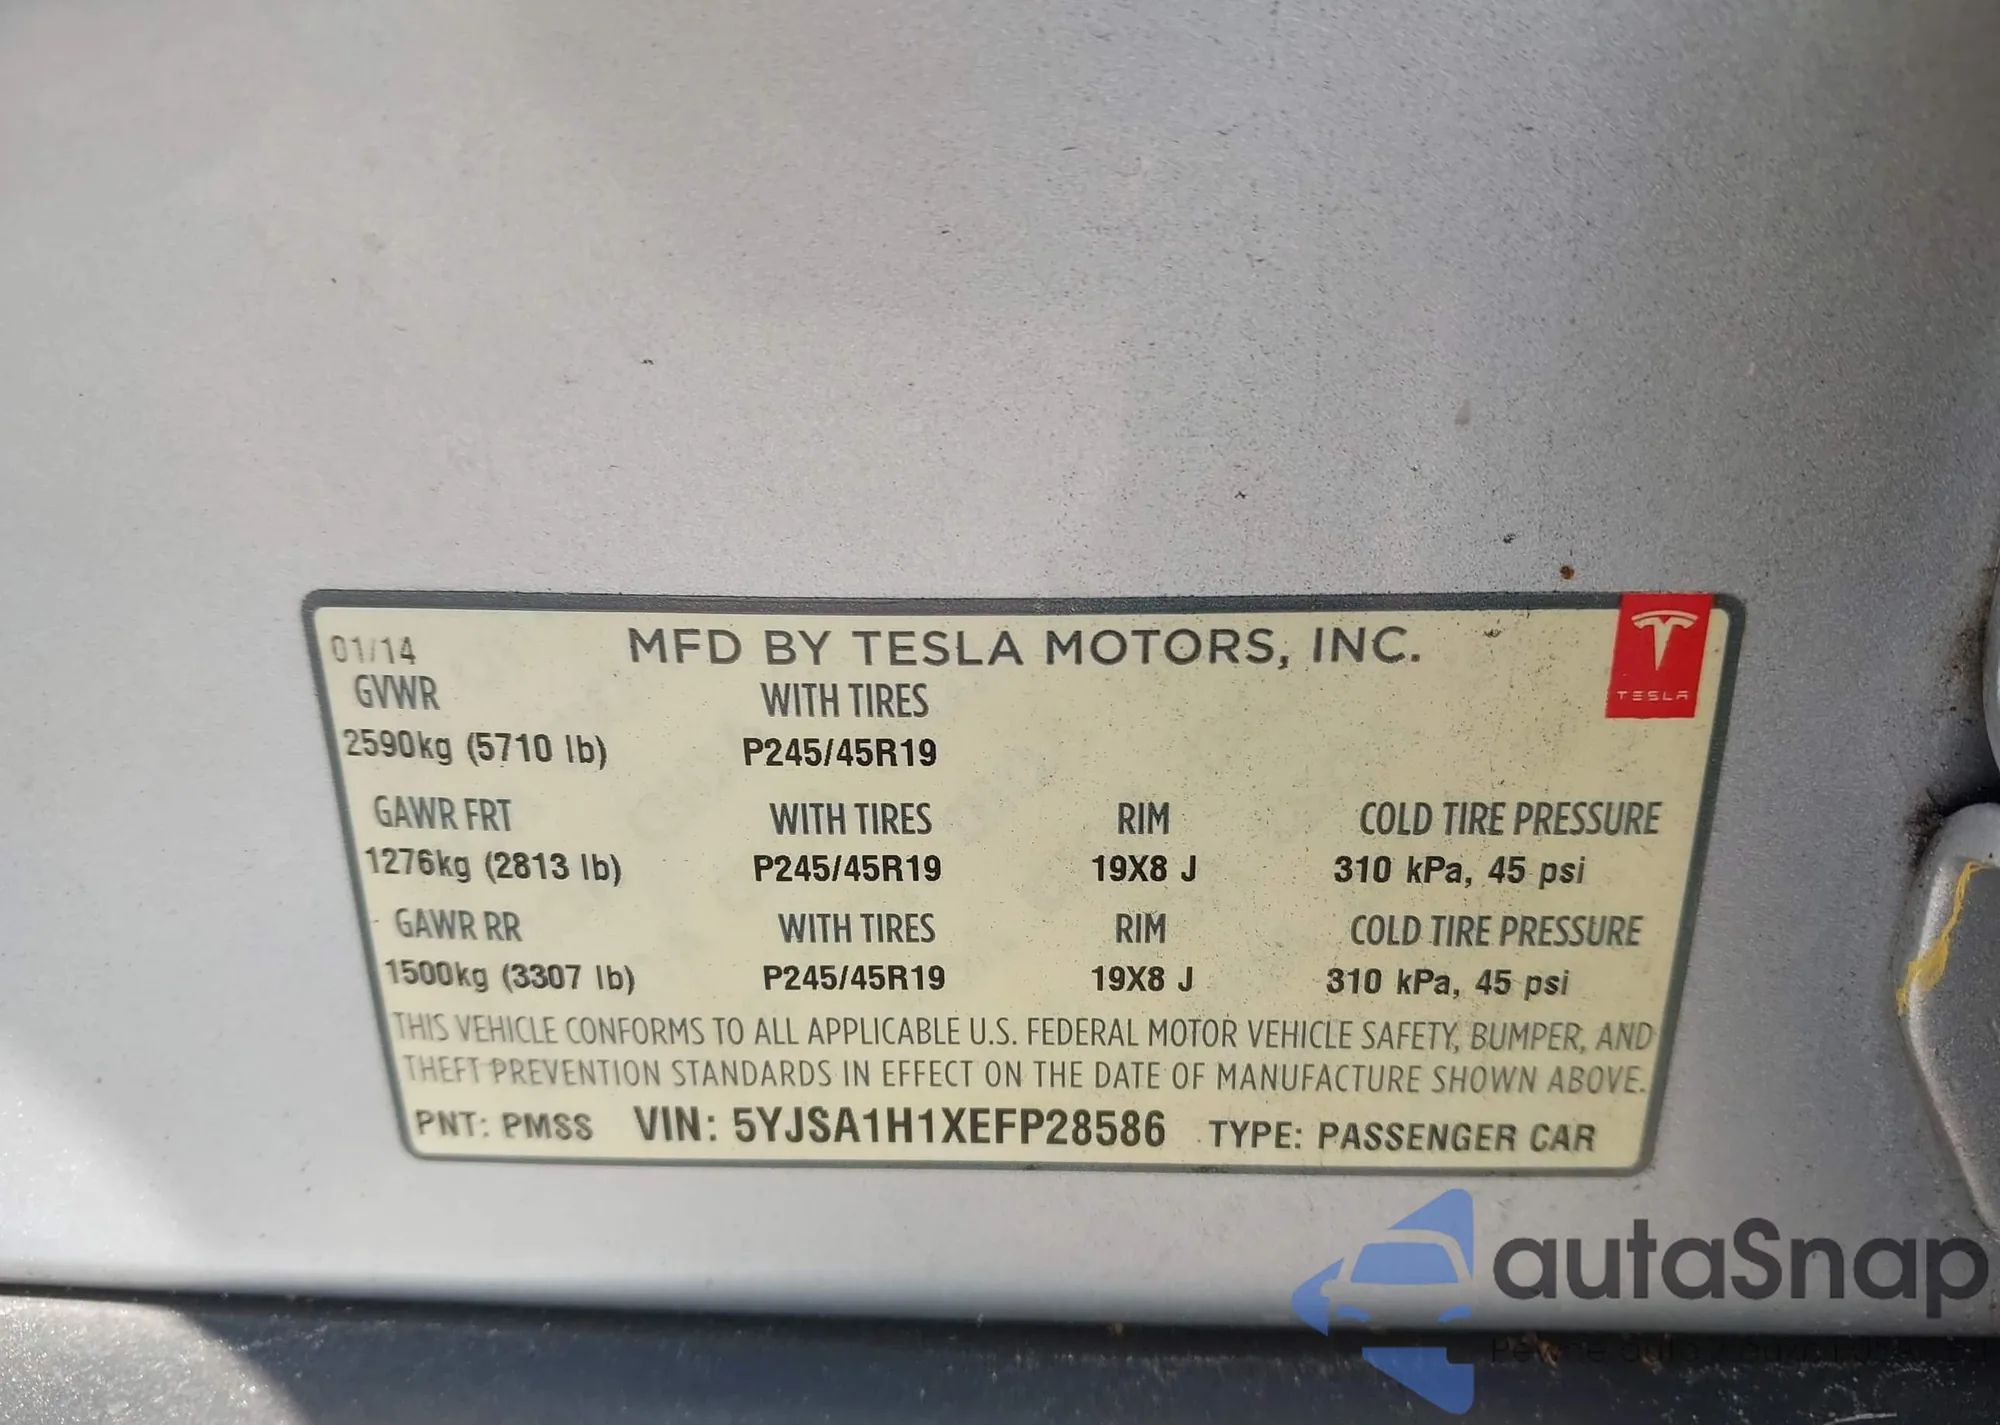 01/14 MFD BY TESLA MOTORS, INC.
TESLA
GVWR WITH TIRES
2590kg (5710 lb) P245/45R19
GAWR FRT WITH TIRES RIM COLD TIRE PRESSURE
1276kg (2813 lb) P245/45R19 19X8 J 310 kPa, 45 psi
GAWR RR WITH TIRES RIM COLD TIRE PRESSURE
1500kg (3307 lb) P245/45R19 19X8 J 310 kPa, 45 psi
THIS VEHICLE CONFORMS TO ALL APPLICABLE U.S. FEDERAL MOTOR VEHICLE SAFETY, BUMPER, AND
THEFT PREVENTION STANDARDS IN EFFECT ON THE DATE OF MANUFACTURE SHOWN ABOVE.
PNT: PMSS VIN: 5YJSA1H1XEFP28586 TYPE: PASSENGER CAR
autaSnap